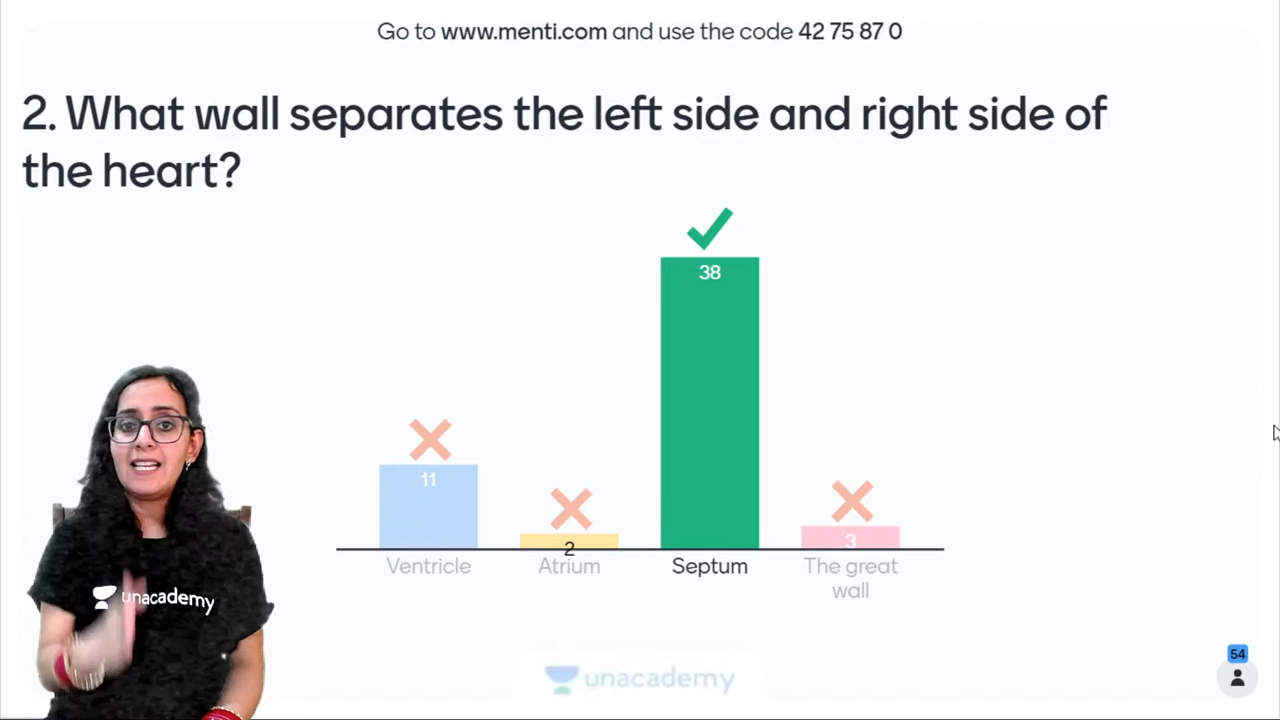 Go to www.menti.com and use the code 42 75 87 0
2. What wall separates the left side and right side of
the heart?
38
11
2
3
Ventricle
Atrium
Septum
The great
wall
unacademy
unacademy
54